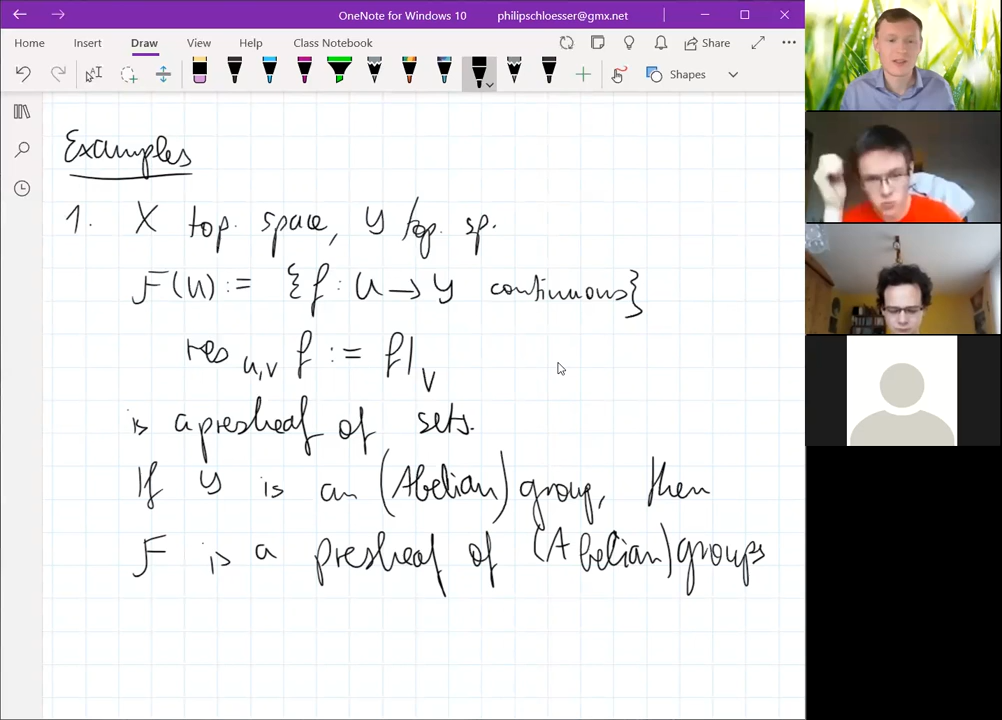 OneNote for Windows 10 philipschloesser@gmx.net
Home Insert Draw View Help Class Notebook Share
Shapes
Examples
1. X top. space, Y top. sp.
F(U) := {f : U → Y continuous}
res U,V f := f|V
is a presheaf of sets.
If Y is an (Abelian) group, then
F is a presheaf of (Abelian) groups